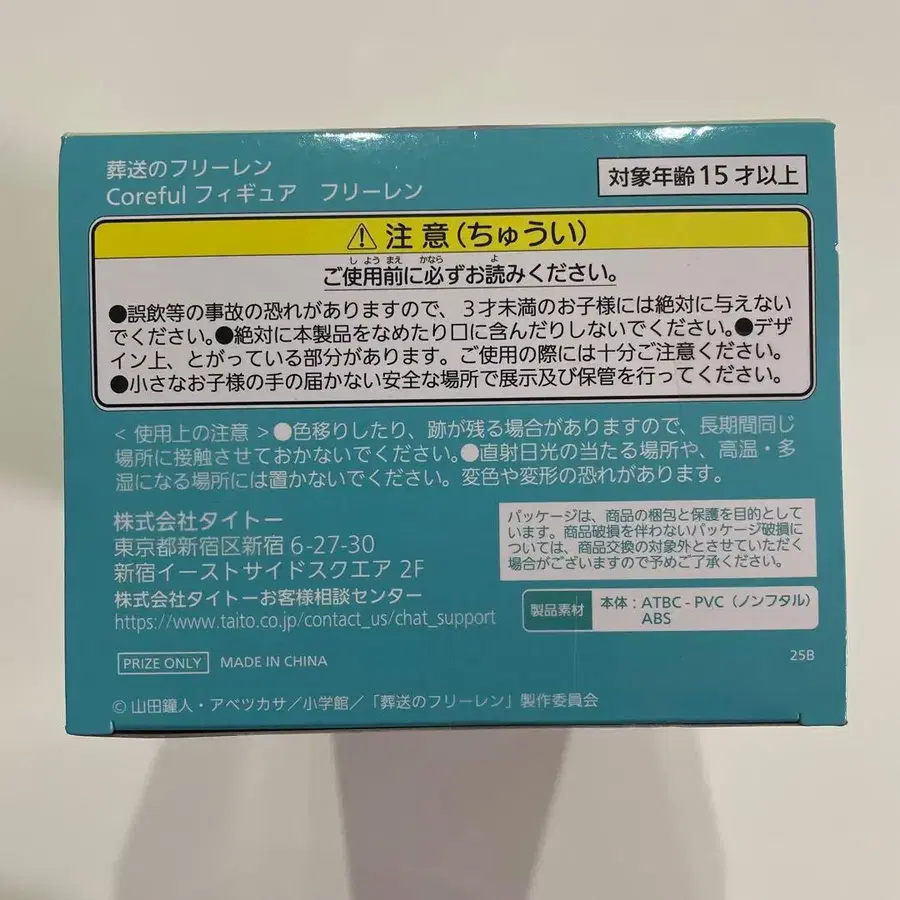 葬送のフリーレン
Coreful フィギュア　フリーレン
対象年齢15才以上
⚠ 注意(ちゅうい)
しようまえ かなら よ
ご使用前に必ずお読みください。
●誤飲等の事故の恐れがありますので、３才未満のお子様には絶対に与えない
でください。●絶対に本製品をなめたり口に含んだりしないでください。●デザ
イン上、とがっている部分があります。ご使用の際には十分ご注意ください。
●小さなお子様の手の届かない安全な場所で展示及び保管を行ってください。
< 使用上の注意 >●色移りしたり、跡が残る場合がありますので、長期間同じ
場所に接触させておかないでください。●直射日光の当たる場所や、高温・多
湿になる場所には置かないでください。変色や変形の恐れがあります。
株式会社タイトー
東京都新宿区新宿 6-27-30
新宿イーストサイドスクエア 2F
株式会社タイトーお客様相談センター
https://www.taito.co.jp/contact_us/chat_support
パッケージは、商品の梱包と保護を目的としています。
商品破損を伴わないパッケージ破損に
ついては、商品交換の対象外とさせていただく
場合がございますので予めご了承ください。
製品素材
本体：ATBC - PVC（ノンフタル）
ABS
PRIZE ONLY MADE IN CHINA
25B
© 山田鐘人・アベツカサ／小学館／「葬送のフリーレン」製作委員会